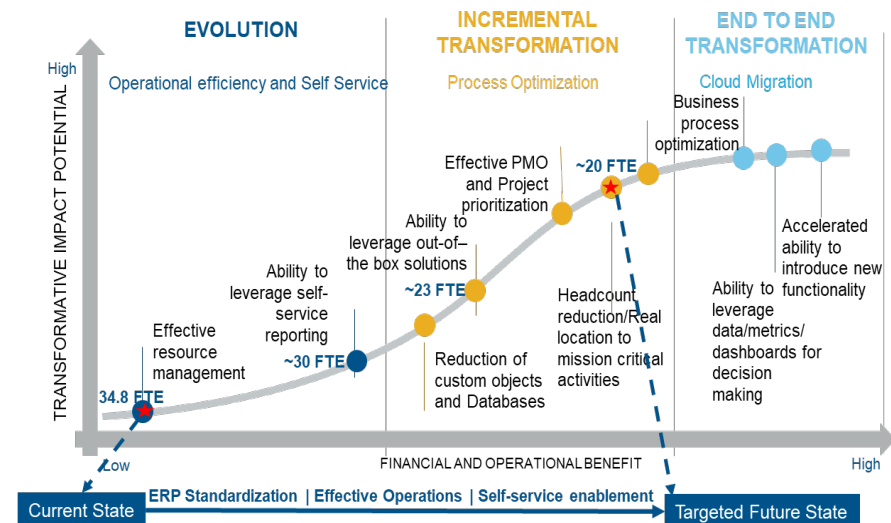 EVOLUTION
Operational efficiency and Self Service
INCREMENTAL
TRANSFORMATION
Process Optimization
END TO END
TRANSFORMATION
Cloud Migration
TRANSFORMATIVE IMPACT POTENTIAL
High
34.8 FTE
Effective
resource
management
Ability to
leverage self-
service
reporting
~30 FTE
Ability to
leverage out-of–
the box solutions
~23 FTE
Reduction of
custom objects
and Databases
Effective PMO
and Project
prioritization
~20 FTE
Headcount
reduction/Real
location to
mission critical
activities
Business
process
optimization
Ability to
leverage
data/metrics/
dashboards for
decision
making
Accelerated
ability to
introduce new
functionality
Low
FINANCIAL AND OPERATIONAL BENEFIT
High
Current State
ERP Standardization | Effective Operations | Self-service enablement
Targeted Future State